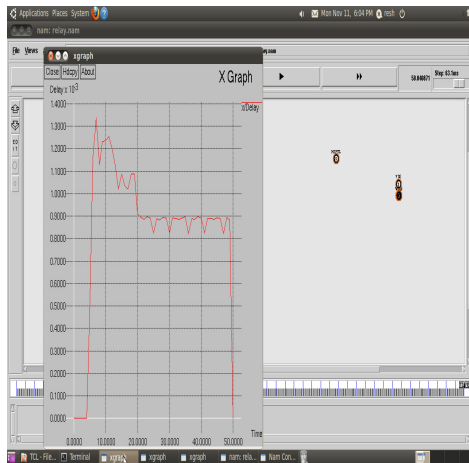 Applications Places System
Mon Nov 11, 6:04 PM
resh
nam: relay.nam
File Views
xgraph
Close Hdcpy About
X Graph
Delay x 10-3
1.4000
1.3000
1.2000
1.1000
1.0000
0.9000
0.8000
0.7000
0.6000
0.5000
0.4000
0.3000
0.2000
0.1000
0.0000
0.0000 10.0000 20.0000 30.0000 40.0000 50.0000
Time
Step: 63.1ms
TCL - File...
Terminal
xgraph
xgraph
xgraph
nam: rela...
Nam Con...